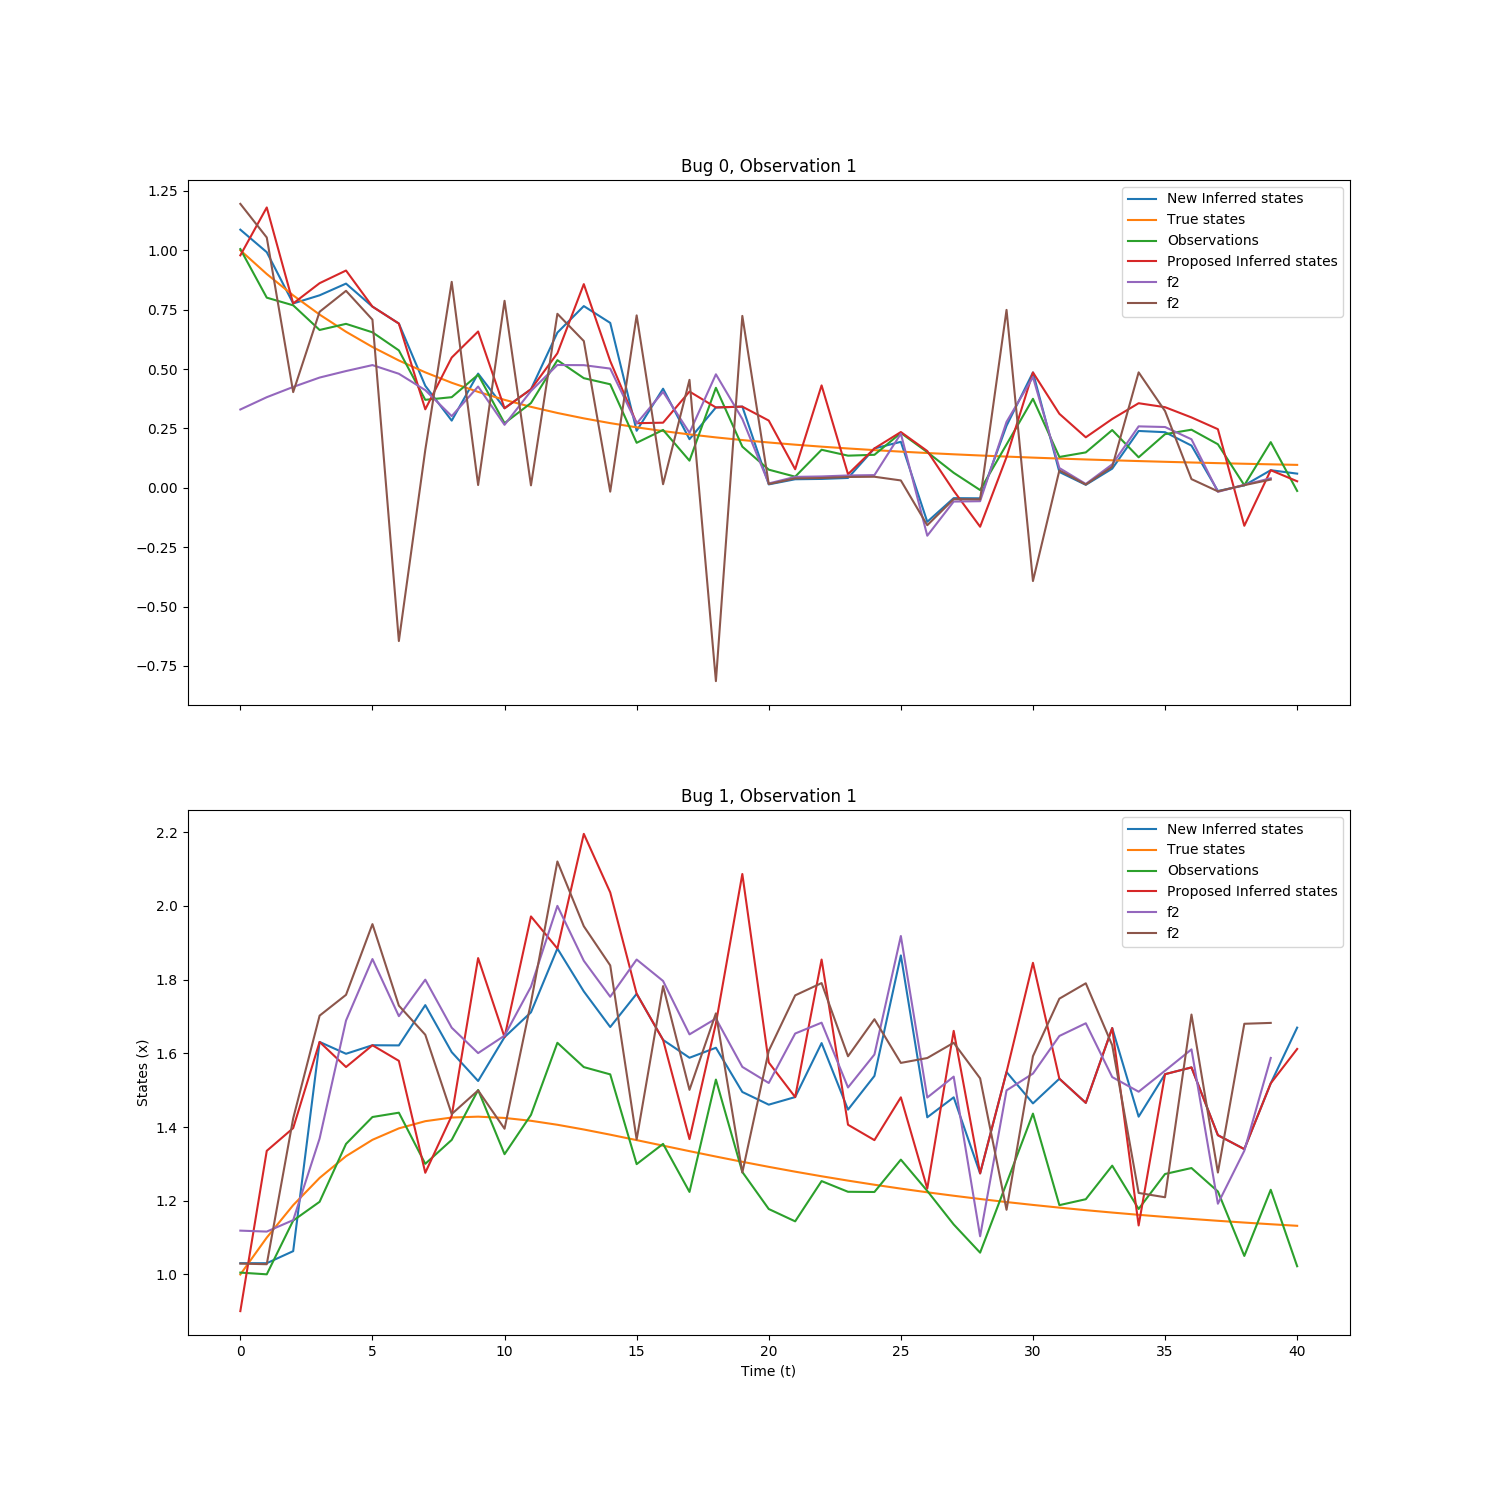 Bug 0, Observation 1
1.25
1.00
0.75
0.50
0.25
0.00
−0.25
−0.50
−0.75
New Inferred states
True states
Observations
Proposed Inferred states
f2
f2
Bug 1, Observation 1
States (x)
2.2
2.0
1.8
1.6
1.4
1.2
1.0
New Inferred states
True states
Observations
Proposed Inferred states
f2
f2
0 5 10 15 20 25 30 35 40
Time (t)